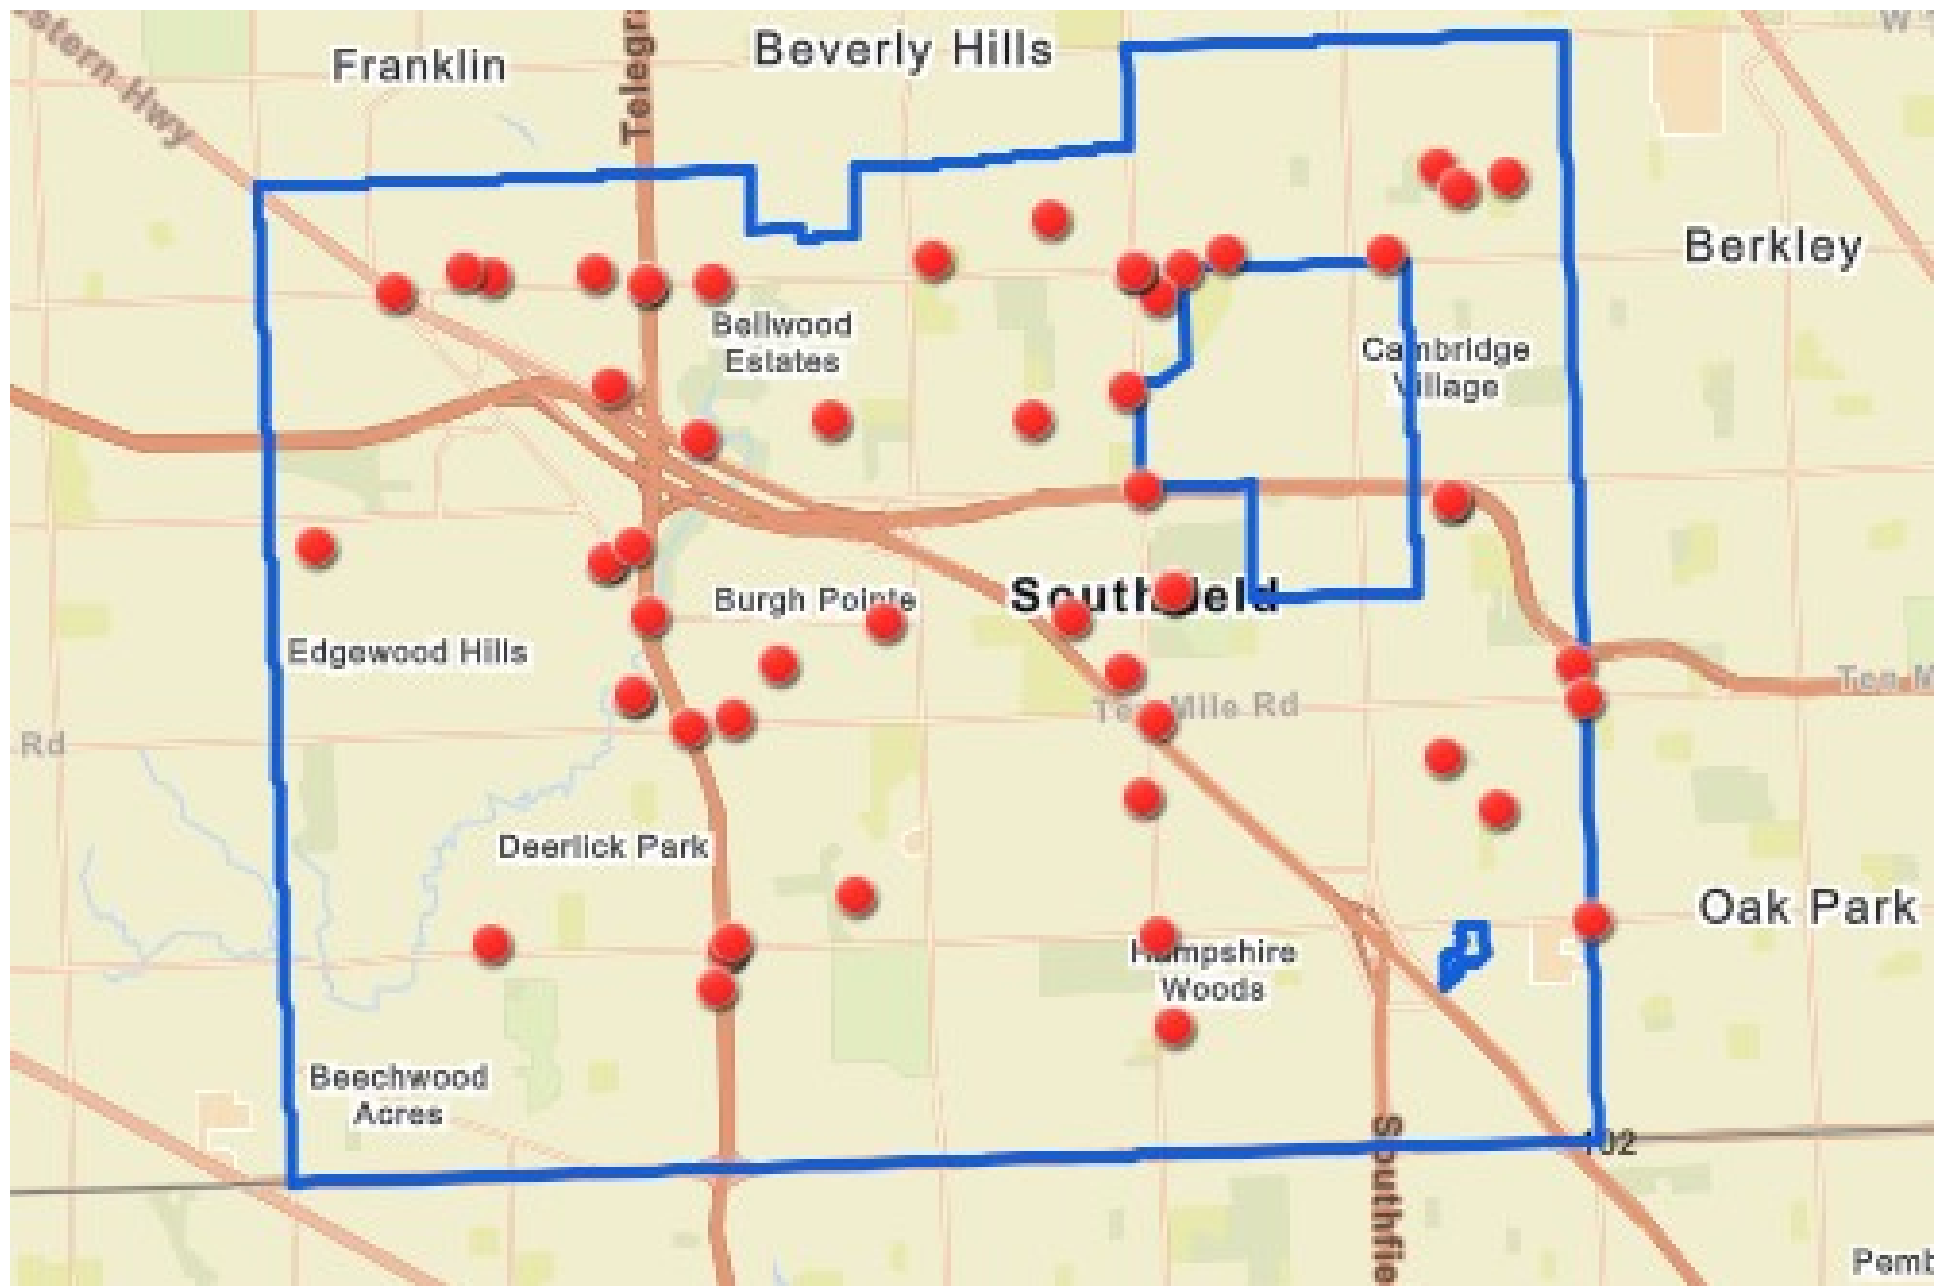 stern Hwy
Franklin
Telegra
Beverly Hills
W
Berkley
Bellwood
Estates
Cambridge
Village
Southfield
Burgh Pointe
Edgewood Hills
Ten Mile Rd
Ten M
Rd
Deerlick Park
Oak Park
Hampshire
Woods
Beechwood
Acres
102
Southfie
Pemb